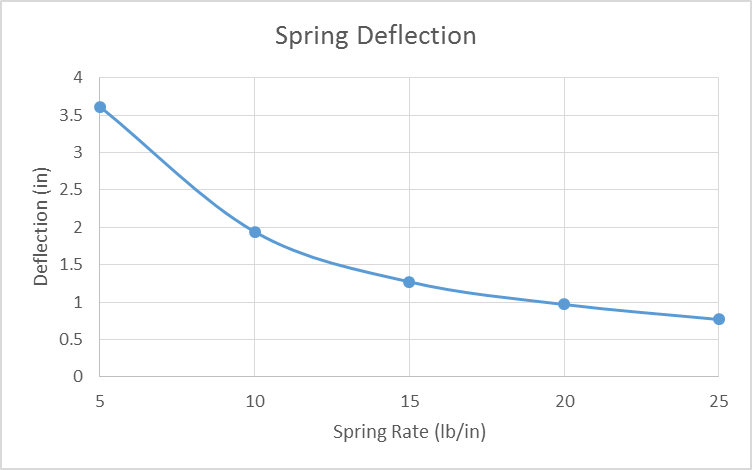 Spring Deflection
Deflection (in)
4
3.5
3
2.5
2
1.5
1
0.5
0
5 10 15 20 25
Spring Rate (lb/in)